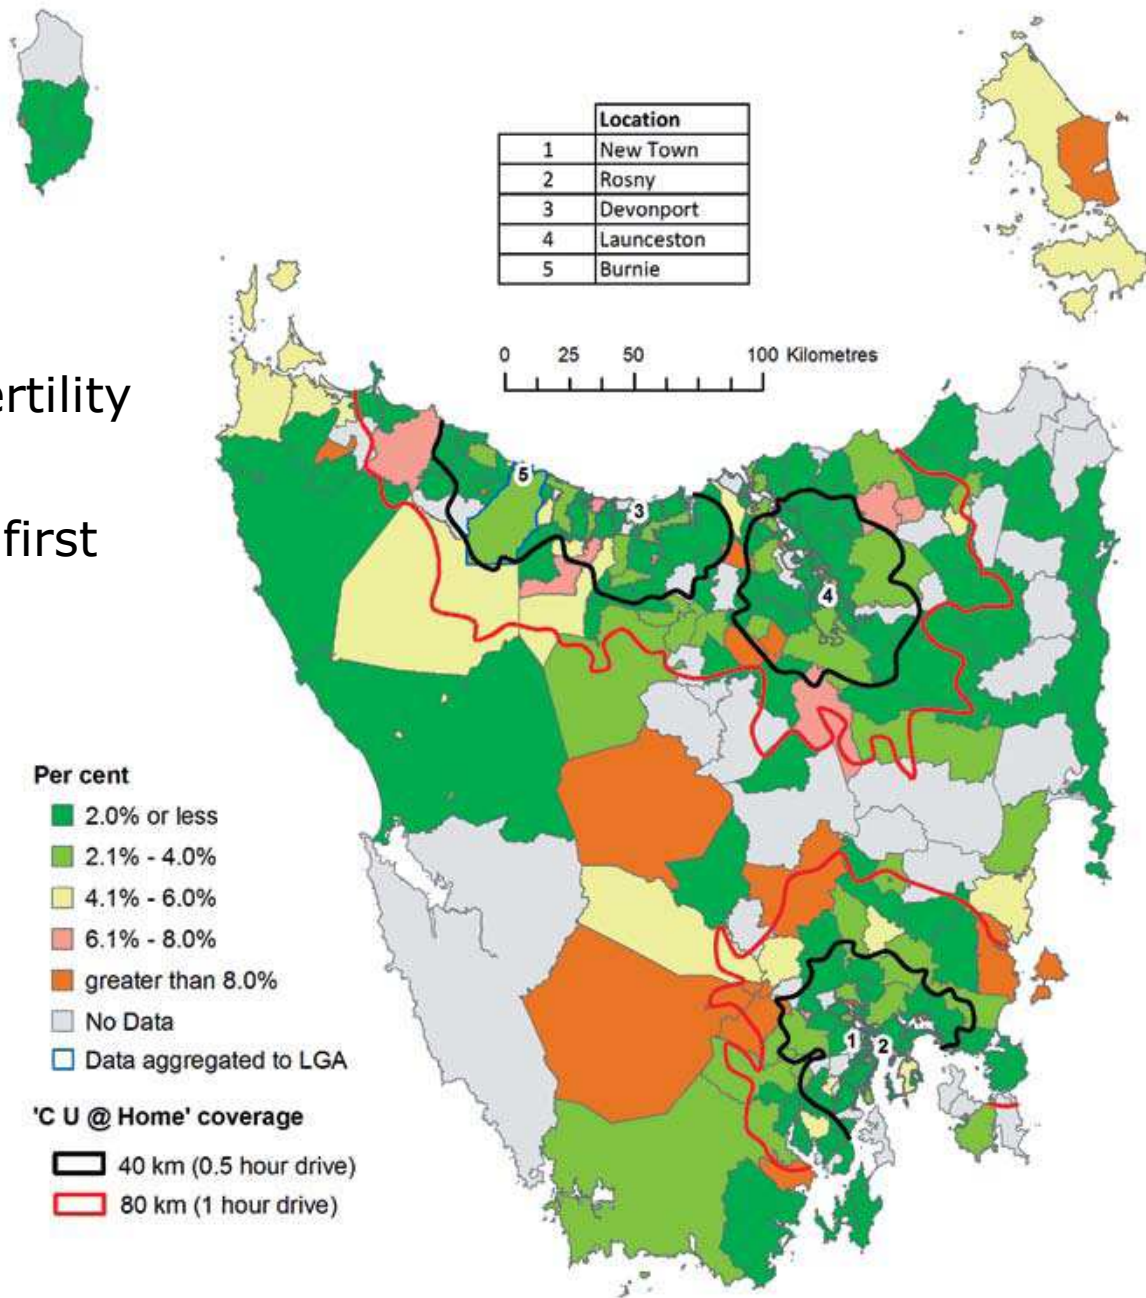 Location
1 New Town
2 Rosny
3 Devonport
4 Launceston
5 Burnie
0 25 50 100 Kilometres
ertility
first
5
3
4
1
2
Per cent
2.0% or less
2.1% - 4.0%
4.1% - 6.0%
6.1% - 8.0%
greater than 8.0%
No Data
Data aggregated to LGA
'C U @ Home' coverage
40 km (0.5 hour drive)
80 km (1 hour drive)